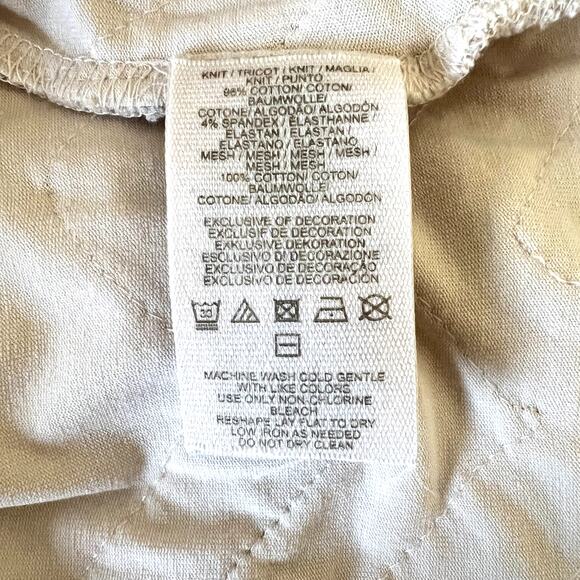 KNIT / TRICOT / KNIT / MAGLIA /
KNIT / PUNTO
96% COTTON/ COTON/
BAUMWOLLE/
COTONE/ALGODÃO/ ALGODÓN
4% SPANDEX / ÉLASTHANNE /
ELASTAN / ELASTAN /
ELASTANO / ELASTANO
MESH / MESH / MESH / MESH /
MESH / MESH
100% COTTON/ COTON/
BAUMWOLLE/
COTONE/ALGODÃO/ ALGODÓN
EXCLUSIVE OF DECORATION
EXCLUSIF DE DECORATION
EXKLUSIVE DEKORATION
ESCLUSIVO DI DECORAZIONE
EXCLUSIVO DE DECORAÇÃO
EXCLUSIVO DE DECORACIÓN
30
MACHINE WASH COLD GENTLE
WITH LIKE COLORS
USE ONLY NON-CHLORINE
BLEACH
RESHAPE LAY FLAT TO DRY
LOW IRON AS NEEDED
DO NOT DRY CLEAN